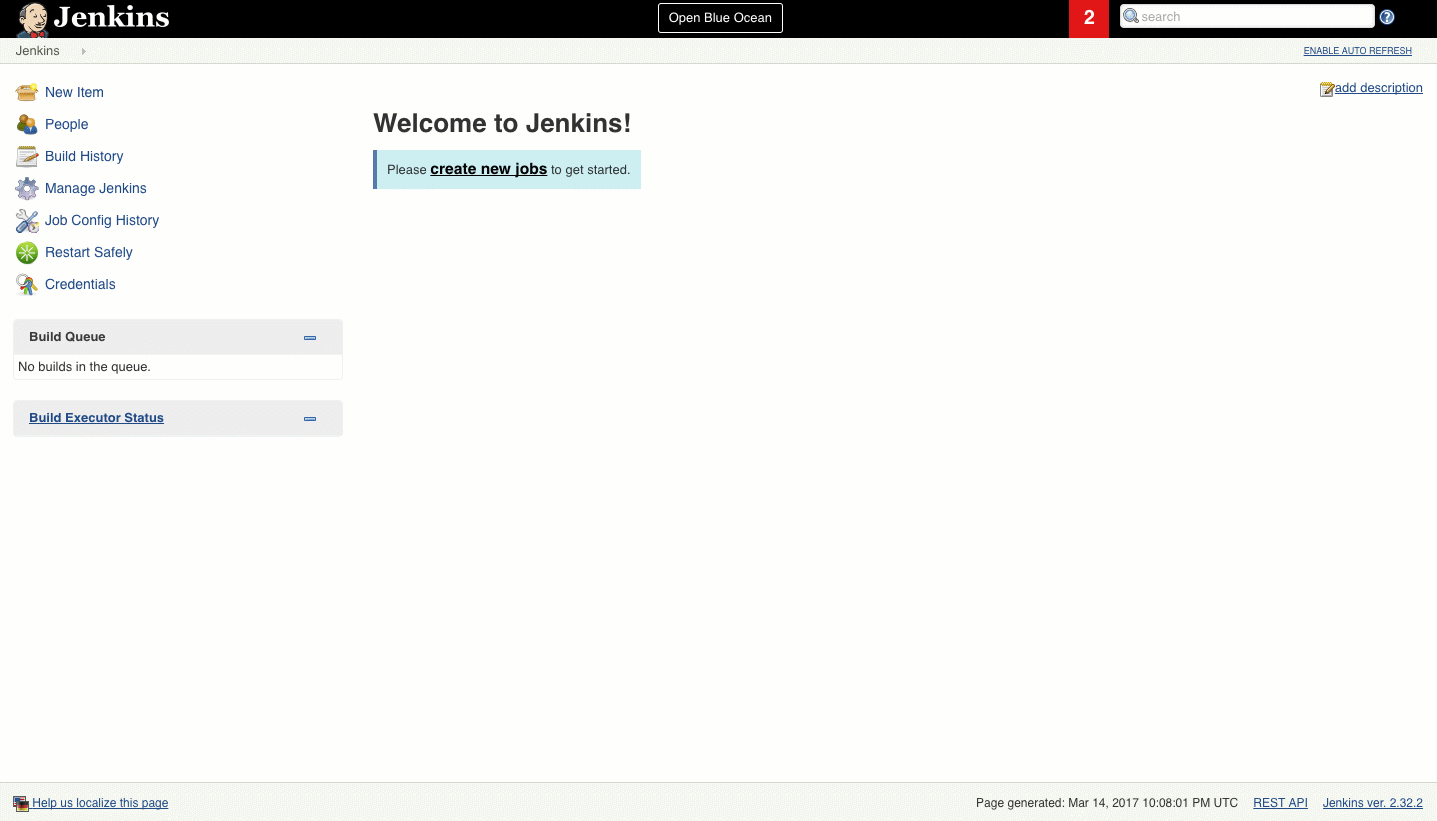 Jenkins
Open Blue Ocean
2
search
Jenkins
ENABLE AUTO REFRESH
New Item
People
Build History
Manage Jenkins
Job Config History
Restart Safely
Credentials
Build Queue
No builds in the queue.
Build Executor Status
add description
Welcome to Jenkins!
Please create new jobs to get started.
Help us localize this page
Page generated: Mar 14, 2017 10:08:01 PM UTC
REST API
Jenkins ver. 2.32.2